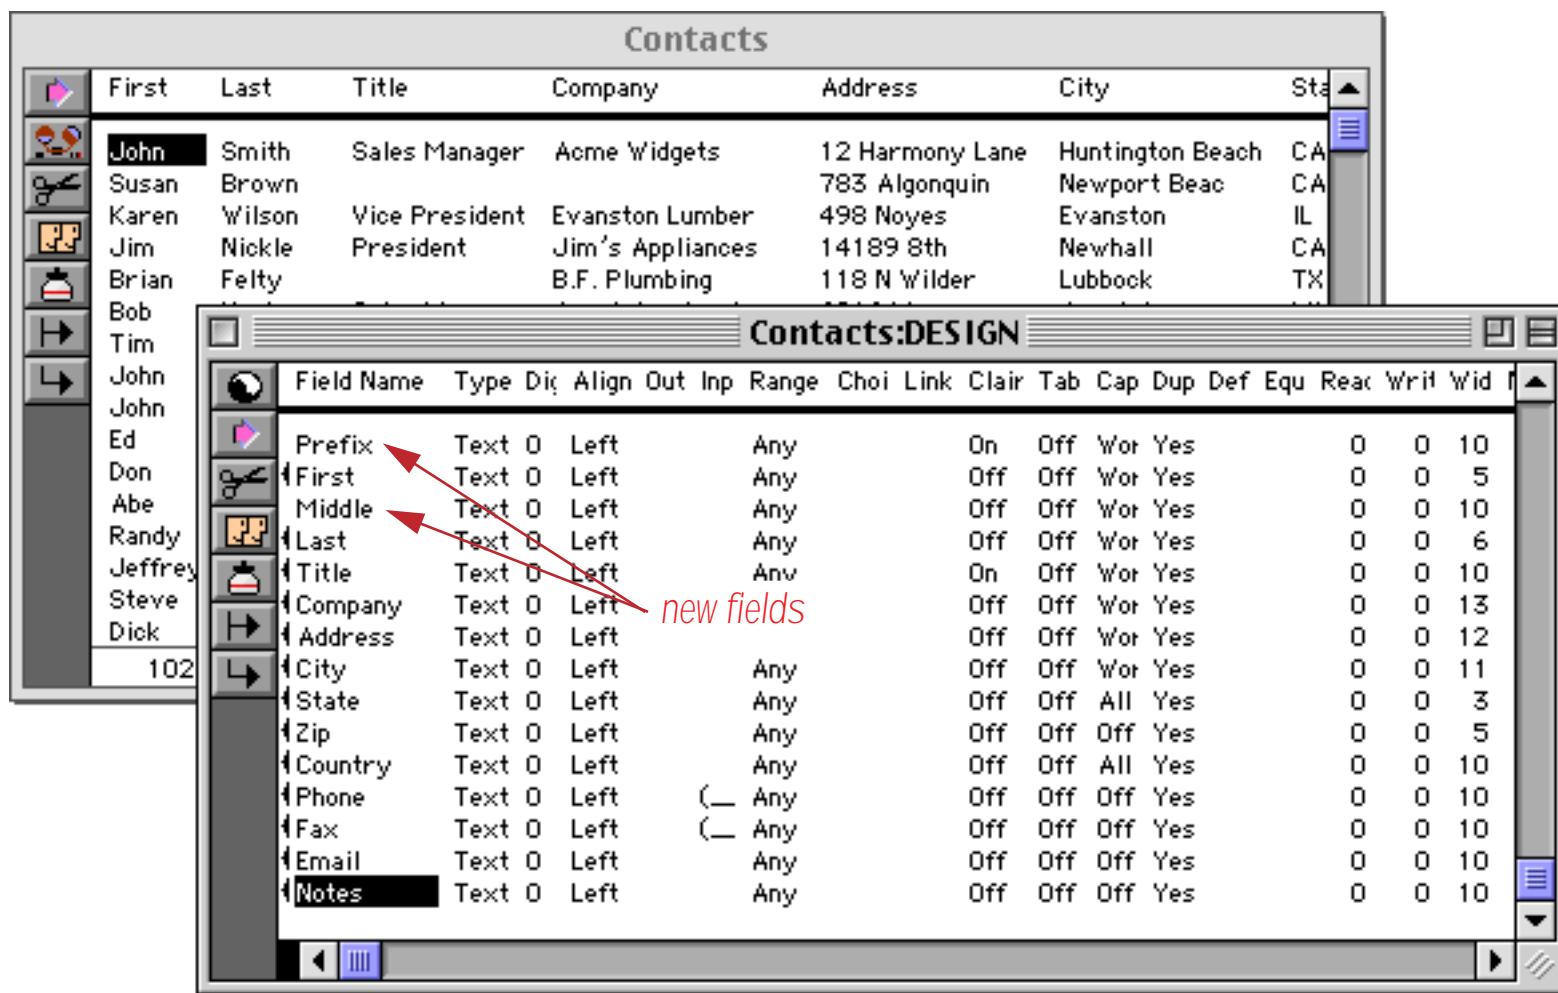 Contacts
First Last Title Company Address City Sta
John Smith Sales Manager Acme Widgets 12 Harmony Lane Huntington Beach CA
Susan Brown 783 Algonquin Newport Beac CA
Karen Wilson Vice President Evanston Lumber 498 Noyes Evanston IL
Jim Nickle President Jim's Appliances 14189 8th Newhall CA
Brian Felty B.F. Plumbing 118 N Wilder Lubbock TX
Bob
Tim
John
John
Ed
Don
Abe
Randy
Jeffrey
Steve
Dick
102
Contacts:DESIGN
Field Name Type Dig Align Out Inp Range Choi Link Clair Tab Cap Dup Def Equ Read Writ Wid
Prefix Text 0 Left Any On Off Wor Yes 0 0 10
First Text 0 Left Any Off Off Wor Yes 0 0 5
Middle Text 0 Left Any Off Off Wor Yes 0 0 10
Last Text 0 Left Any Off Off Wor Yes 0 0 6
Title Text 0 Left Any On Off Wor Yes 0 0 10
Company Text 0 Left Off Off Wor Yes 0 0 13
Address Text 0 Left Off Off Wor Yes 0 0 12
City Text 0 Left Any Off Off Wor Yes 0 0 11
State Text 0 Left Any Off Off All Yes 0 0 3
Zip Text 0 Left Any Off Off Off Yes 0 0 5
Country Text 0 Left Any Off Off All Yes 0 0 10
Phone Text 0 Left (_ Any Off Off Off Yes 0 0 10
Fax Text 0 Left (_ Any Off Off Off Yes 0 0 10
Email Text 0 Left Any Off Off Off Yes 0 0 10
Notes Text 0 Left Any Off Off Off Yes 0 0 10
new fields